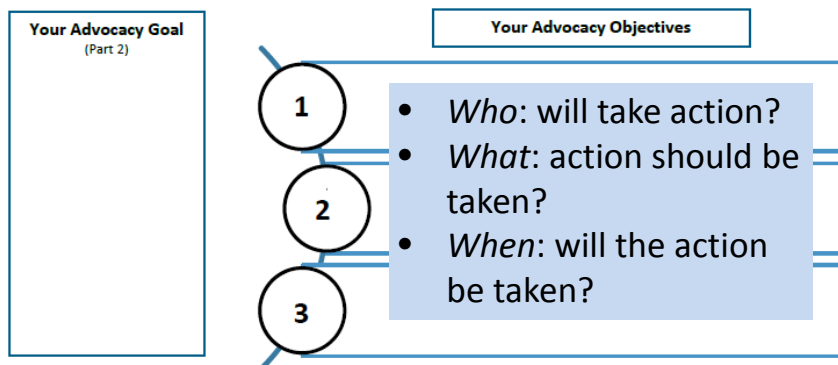 Your Advocacy Goal
(Part 2)
Your Advocacy Objectives
1
2
3
• Who: will take action?
• What: action should be
taken?
• When: will the action
be taken?